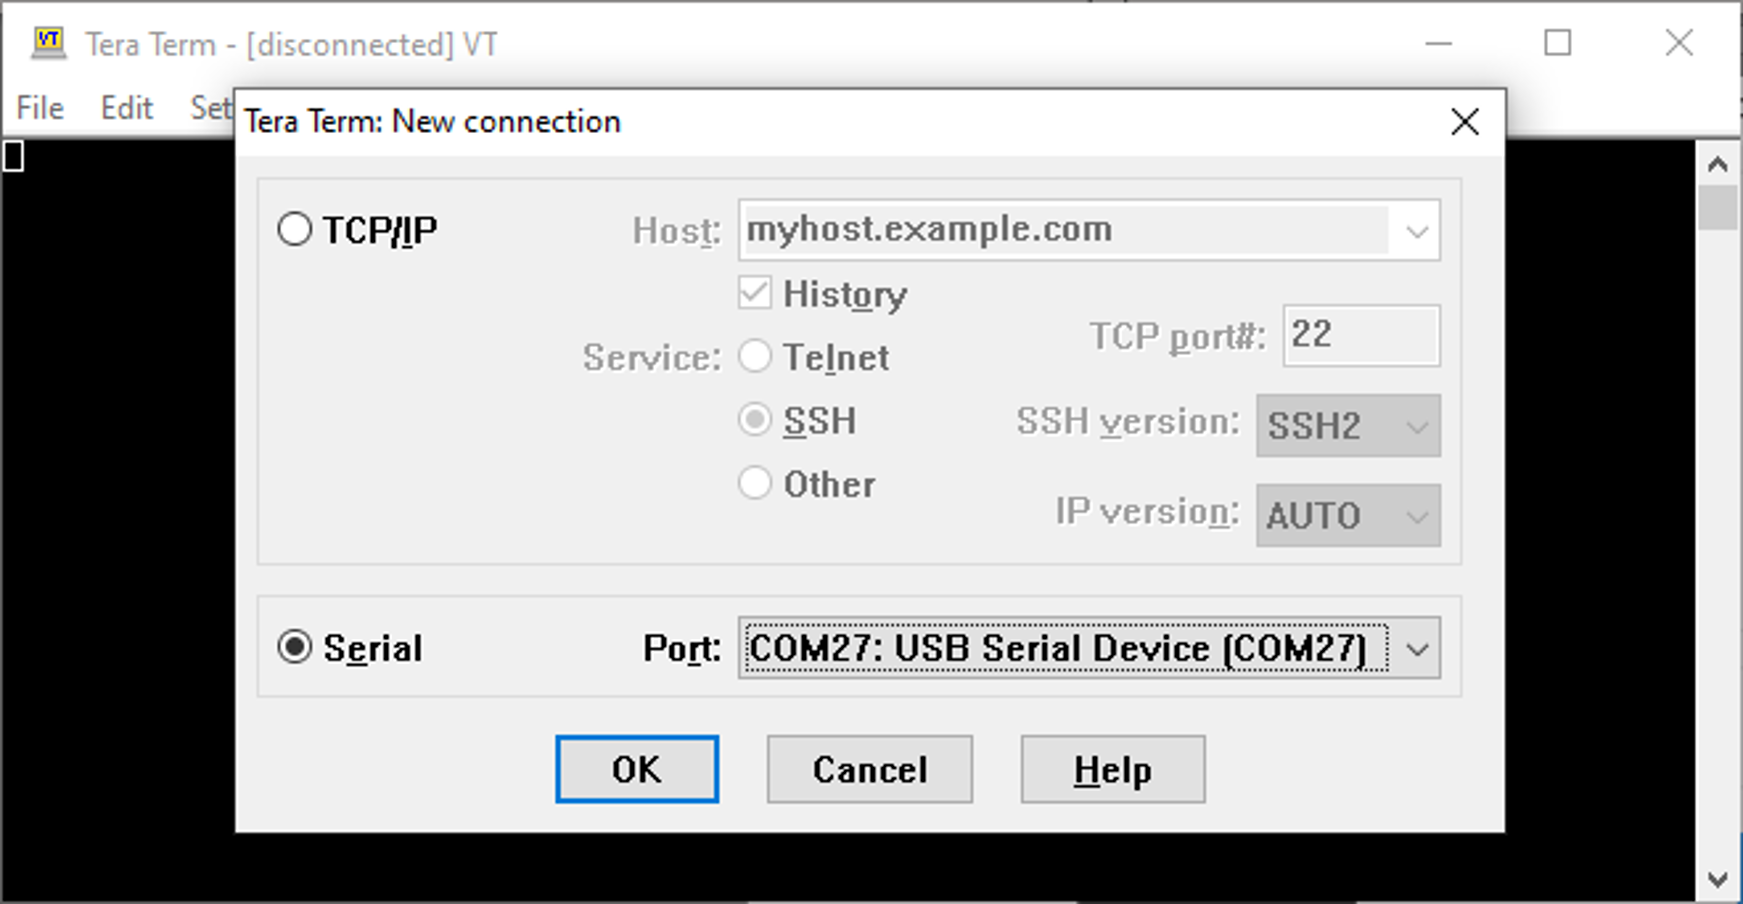 VT Tera Term - [disconnected] VT
File Edit Set
Tera Term: New connection
TCP/IP Host: myhost.example.com
History
TCP port#: 22
Service: Telnet
SSH SSH version: SSH2
Other
IP version: AUTO
Serial Port: COM27: USB Serial Device (COM27)
OK Cancel Help